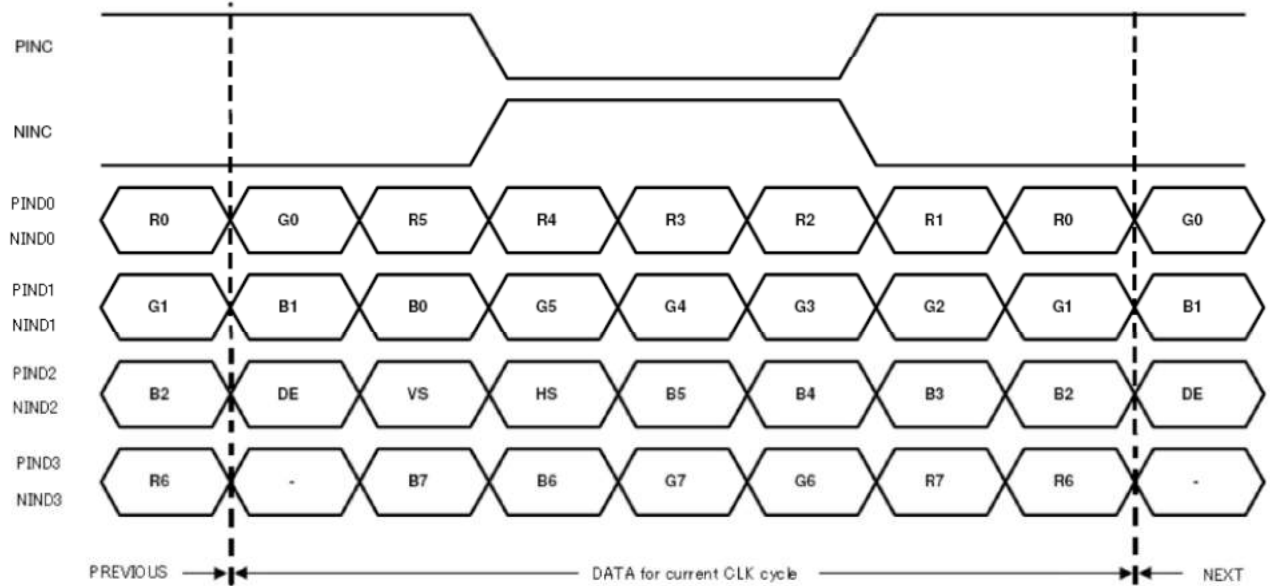 PINC
NINC
PIND0
NIND0
R0 G0 R5 R4 R3 R2 R1 R0 G0
PIND1
NIND1
G1 B1 B0 G5 G4 G3 G2 G1 B1
PIND2
NIND2
B2 DE VS HS B5 B4 B3 B2 DE
PIND3
NIND3
R6 - B7 B6 G7 G6 R7 R6 -
PREVIOUS DATA for current CLK cycle NEXT